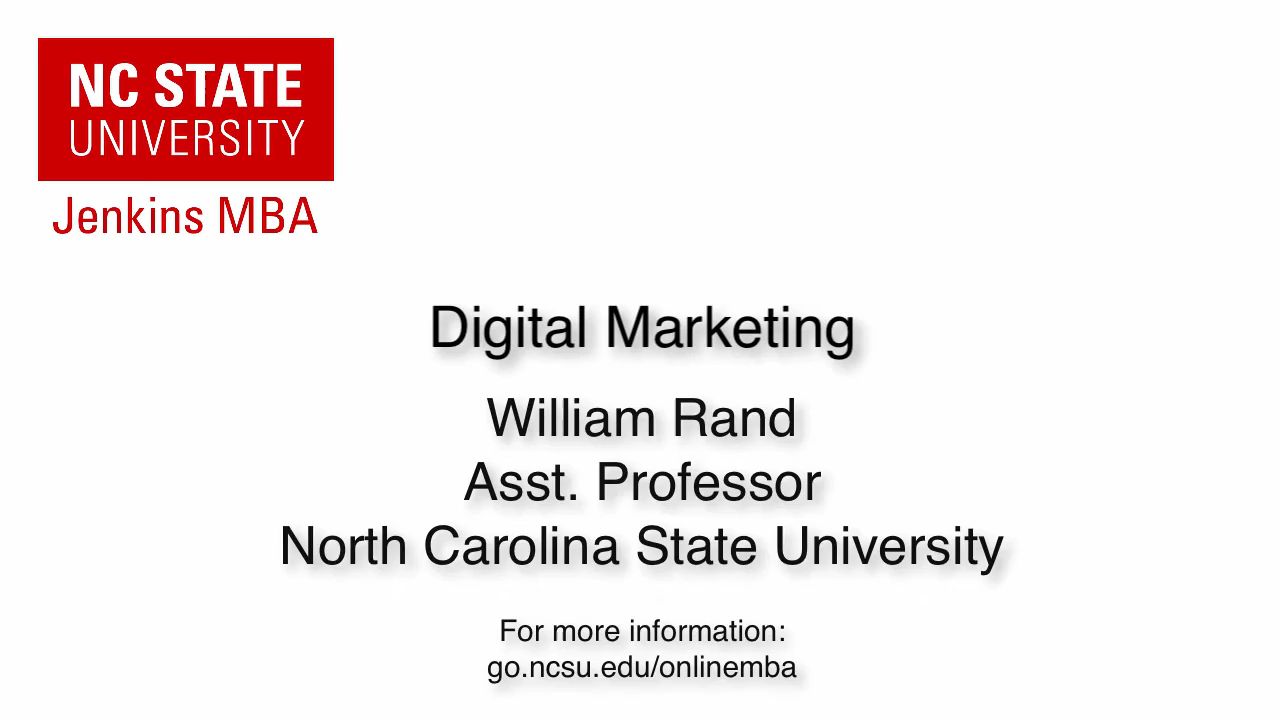 NC STATE
UNIVERSITY
Jenkins MBA
Digital Marketing
William Rand
Asst. Professor
North Carolina State University
For more information:
go.ncsu.edu/onlinemba